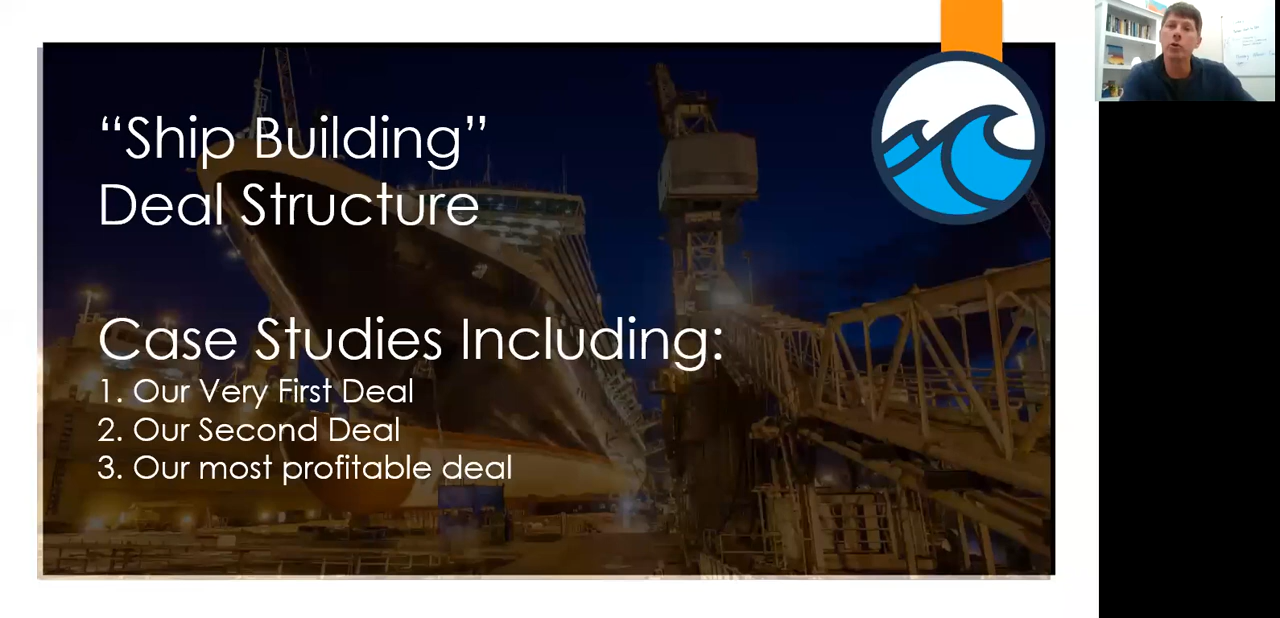 “Ship Building”
Deal Structure
Case Studies Including:
1. Our Very First Deal
2. Our Second Deal
3. Our most profitable deal